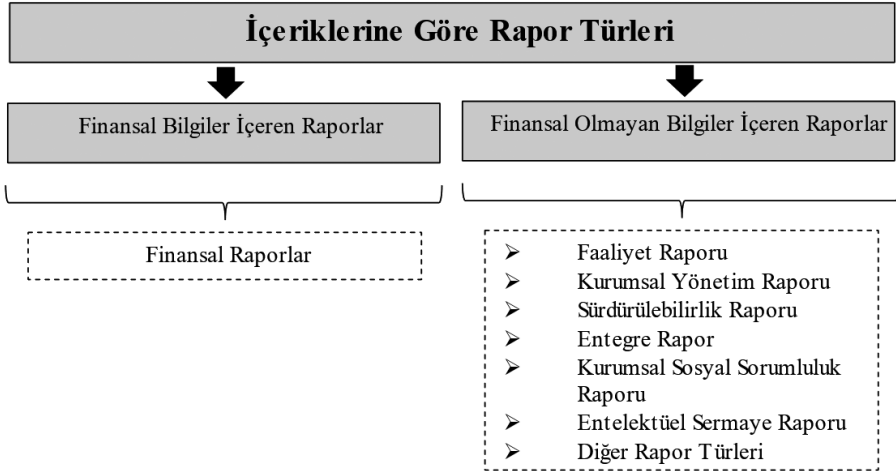 İçeriklerine Göre Rapor Türleri
Finansal Bilgiler İçeren Raporlar
Finansal Olmayan Bilgiler İçeren Raporlar
Finansal Raporlar
➢ Faaliyet Raporu
➢ Kurumsal Yönetim Raporu
➢ Sürdürülebilirlik Raporu
➢ Entegre Rapor
➢ Kurumsal Sosyal Sorumluluk
Raporu
➢ Entelektüel Sermaye Raporu
➢ Diğer Rapor Türleri